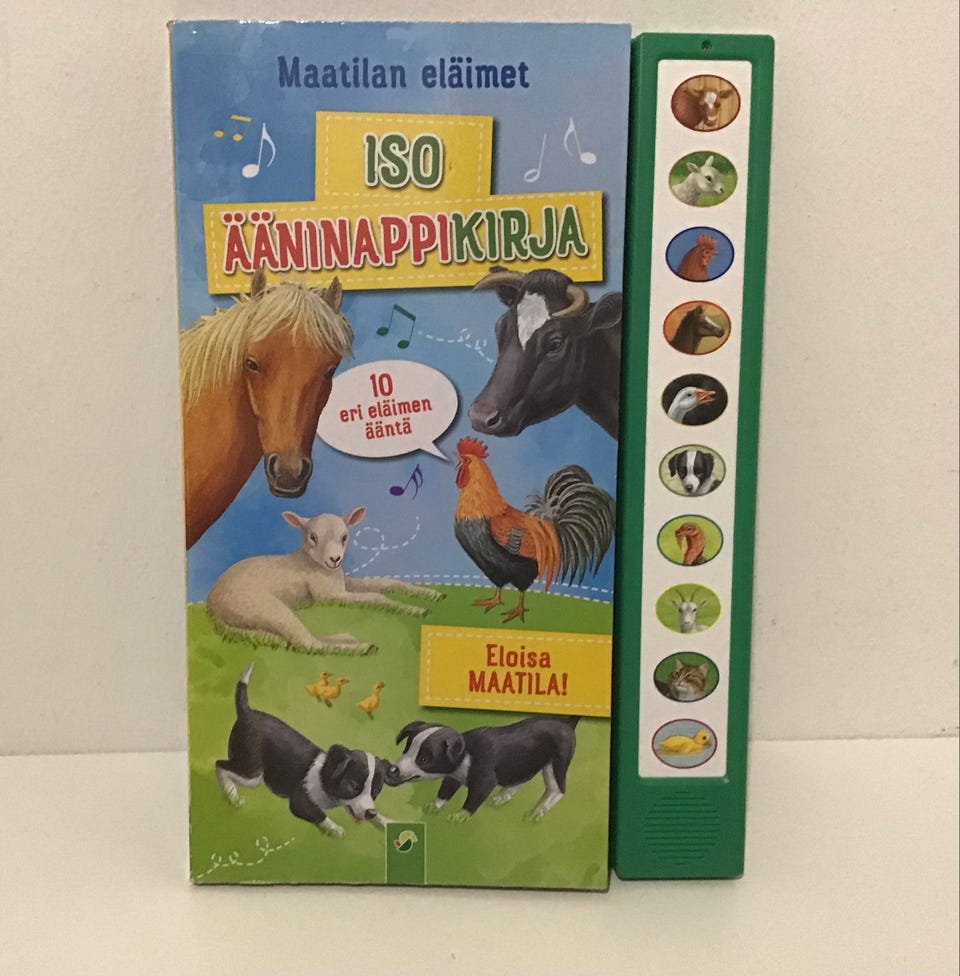 Maatilan eläimet
ISO
ÄÄNINAPPIKIRJA
10
eri eläimen
ääntä
Eloisa
MAATILA!